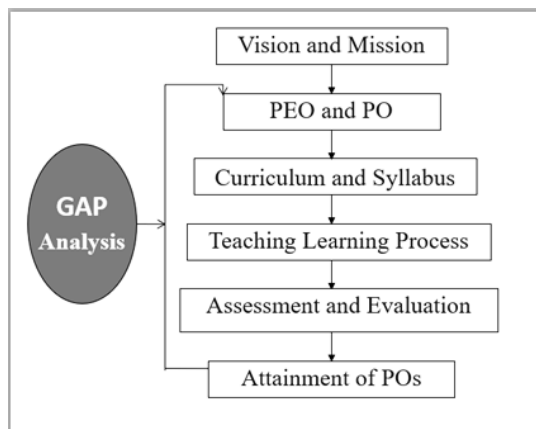 Vision and Mission
PEO and PO
Curriculum and Syllabus
GAP
Analysis
Teaching Learning Process
Assessment and Evaluation
Attainment of POs